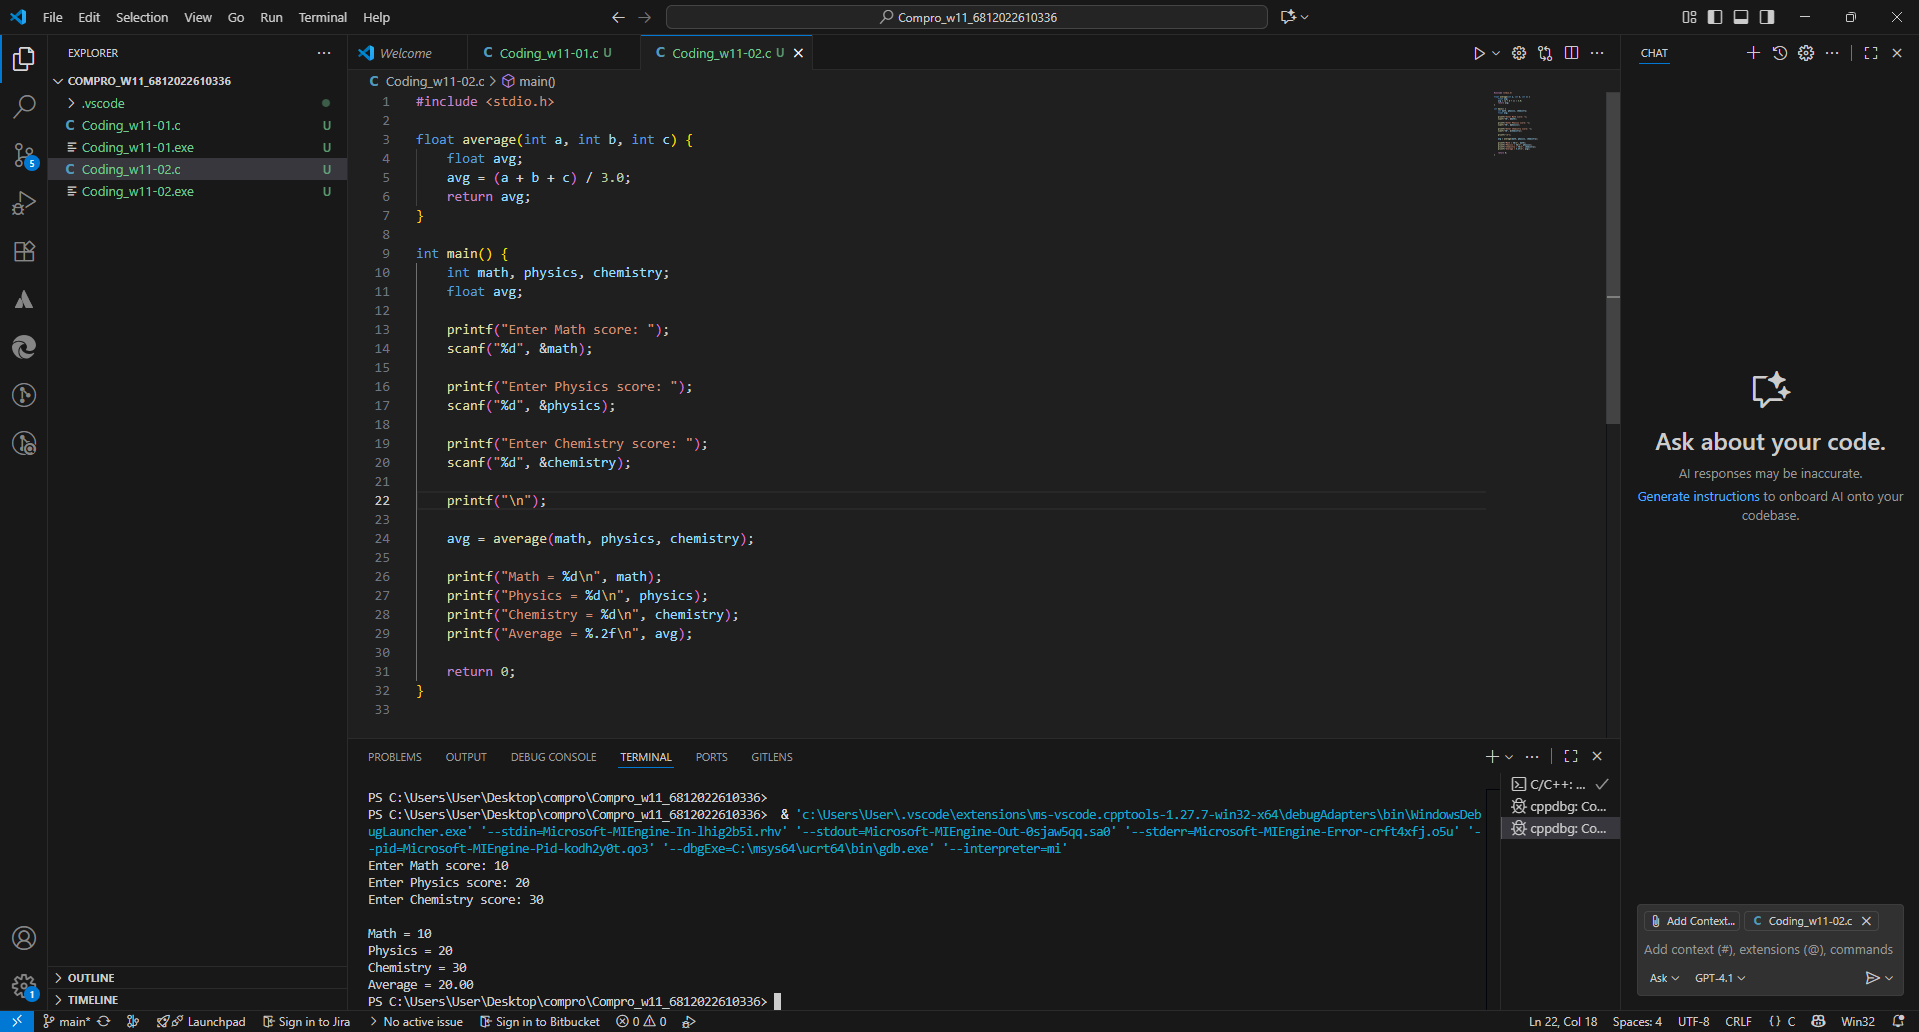 File Edit Selection View Go Run Terminal Help
Compro_w11_6812022610336
EXPLORER
COMPRO_W11_6812022610336
.vscode
Coding_w11-01.c U
Coding_w11-01.exe U
Coding_w11-02.c U
Coding_w11-02.exe U
OUTLINE
TIMELINE
5
1
Welcome
Coding_w11-01.c U
Coding_w11-02.c U
Coding_w11-02.c > main()
1 #include <stdio.h>
2
3 float average(int a, int b, int c) {
4 float avg;
5 avg = (a + b + c) / 3.0;
6 return avg;
7 }
8
9 int main() {
10 int math, physics, chemistry;
11 float avg;
12
13 printf("Enter Math score: ");
14 scanf("%d", &math);
15
16 printf("Enter Physics score: ");
17 scanf("%d", &physics);
18
19 printf("Enter Chemistry score: ");
20 scanf("%d", &chemistry);
21
22 printf("\n");
23
24 avg = average(math, physics, chemistry);
25
26 printf("Math = %d\n", math);
27 printf("Physics = %d\n", physics);
28 printf("Chemistry = %d\n", chemistry);
29 printf("Average = %.2f\n", avg);
30
31 return 0;
32 }
33
PROBLEMS OUTPUT DEBUG CONSOLE TERMINAL PORTS GITLENS
PS C:\Users\User\Desktop\compro\Compro_w11_6812022610336>
PS C:\Users\User\Desktop\compro\Compro_w11_6812022610336> & 'c:\Users\User\.vscode\extensions\ms-vscode.cpptools-1.27.7-win32-x64\debugAdapters\bin\WindowsDeb
ugLauncher.exe' '--stdin=Microsoft-MIEngine-In-lhig2b5i.rhv' '--stdout=Microsoft-MIEngine-Out-0sjaw5qq.sa0' '--stderr=Microsoft-MIEngine-Error-crft4xfj.o5u' '-
-pid=Microsoft-MIEngine-Pid-kodh2y0t.qo3' '--dbgExe=C:\msys64\ucrt64\bin\gdb.exe' '--interpreter=mi'
Enter Math score: 10
Enter Physics score: 20
Enter Chemistry score: 30
Math = 10
Physics = 20
Chemistry = 30
Average = 20.00
PS C:\Users\User\Desktop\compro\Compro_w11_6812022610336>
C/C++: ...
cppdbg: Co...
cppdbg: Co...
CHAT
Ask about your code.
AI responses may be inaccurate.
Generate instructions to onboard AI onto your
codebase.
Add Context... Coding_w11-02.c
Add context (#), extensions (@), commands
Ask GPT-4.1
main* Launchpad Sign in to Jira No active issue Sign in to Bitbucket 0 0 Ln 22, Col 18 Spaces: 4 UTF-8 CRLF {} C Win32